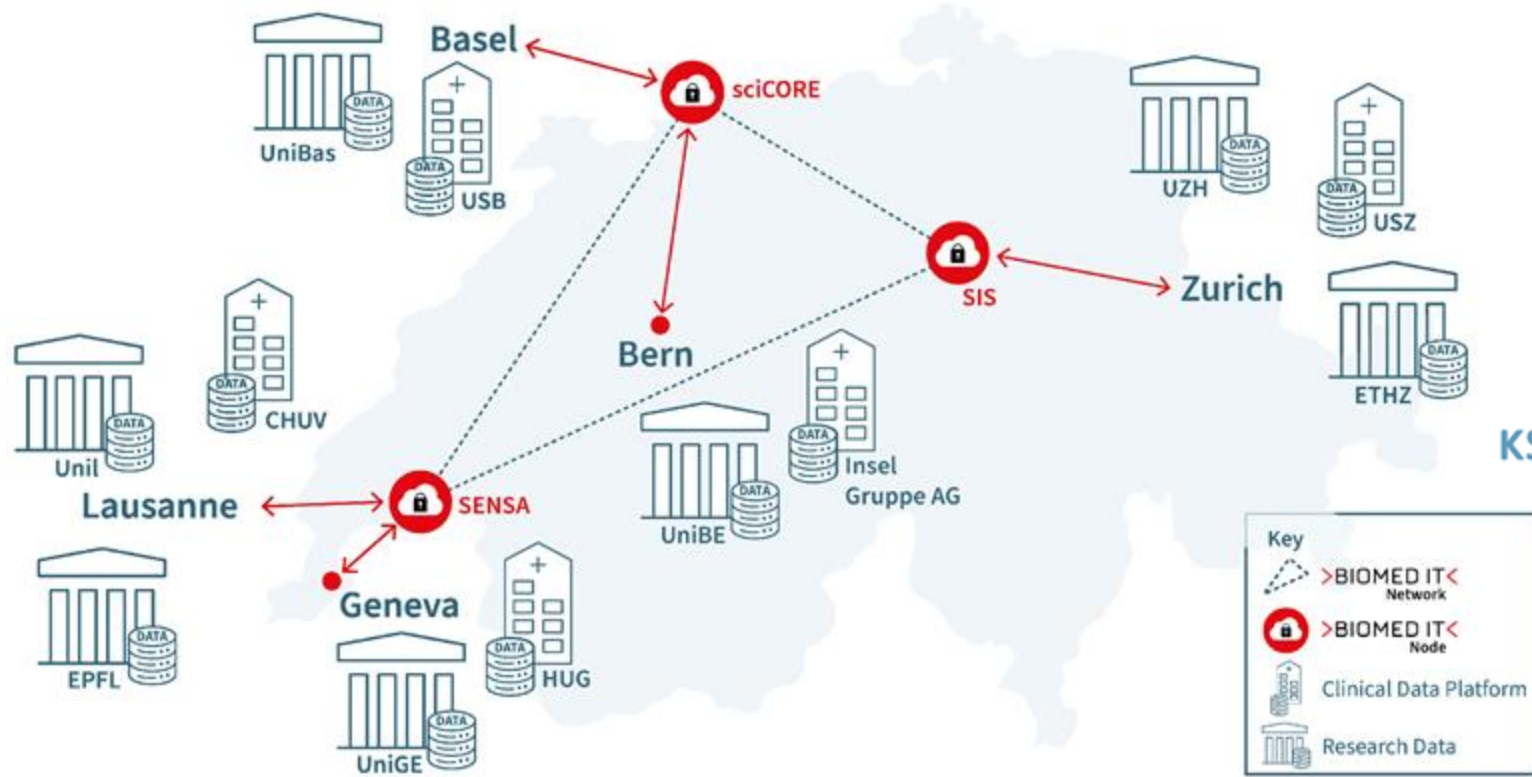 Basel
sciCORE
DATA
UniBas
DATA
USB
DATA
UZH
DATA
USZ
SIS
Zurich
DATA
ETHZ
Bern
DATA
CHUV
DATA
Unil
Lausanne
SENSA
DATA
UniBE
DATA
Insel
Gruppe AG
KS
DATA
EPFL
Geneva
DATA
HUG
DATA
UniGE
Key
>BIOMED IT<
Network
>BIOMED IT<
Node
Clinical Data Platform
Research Data